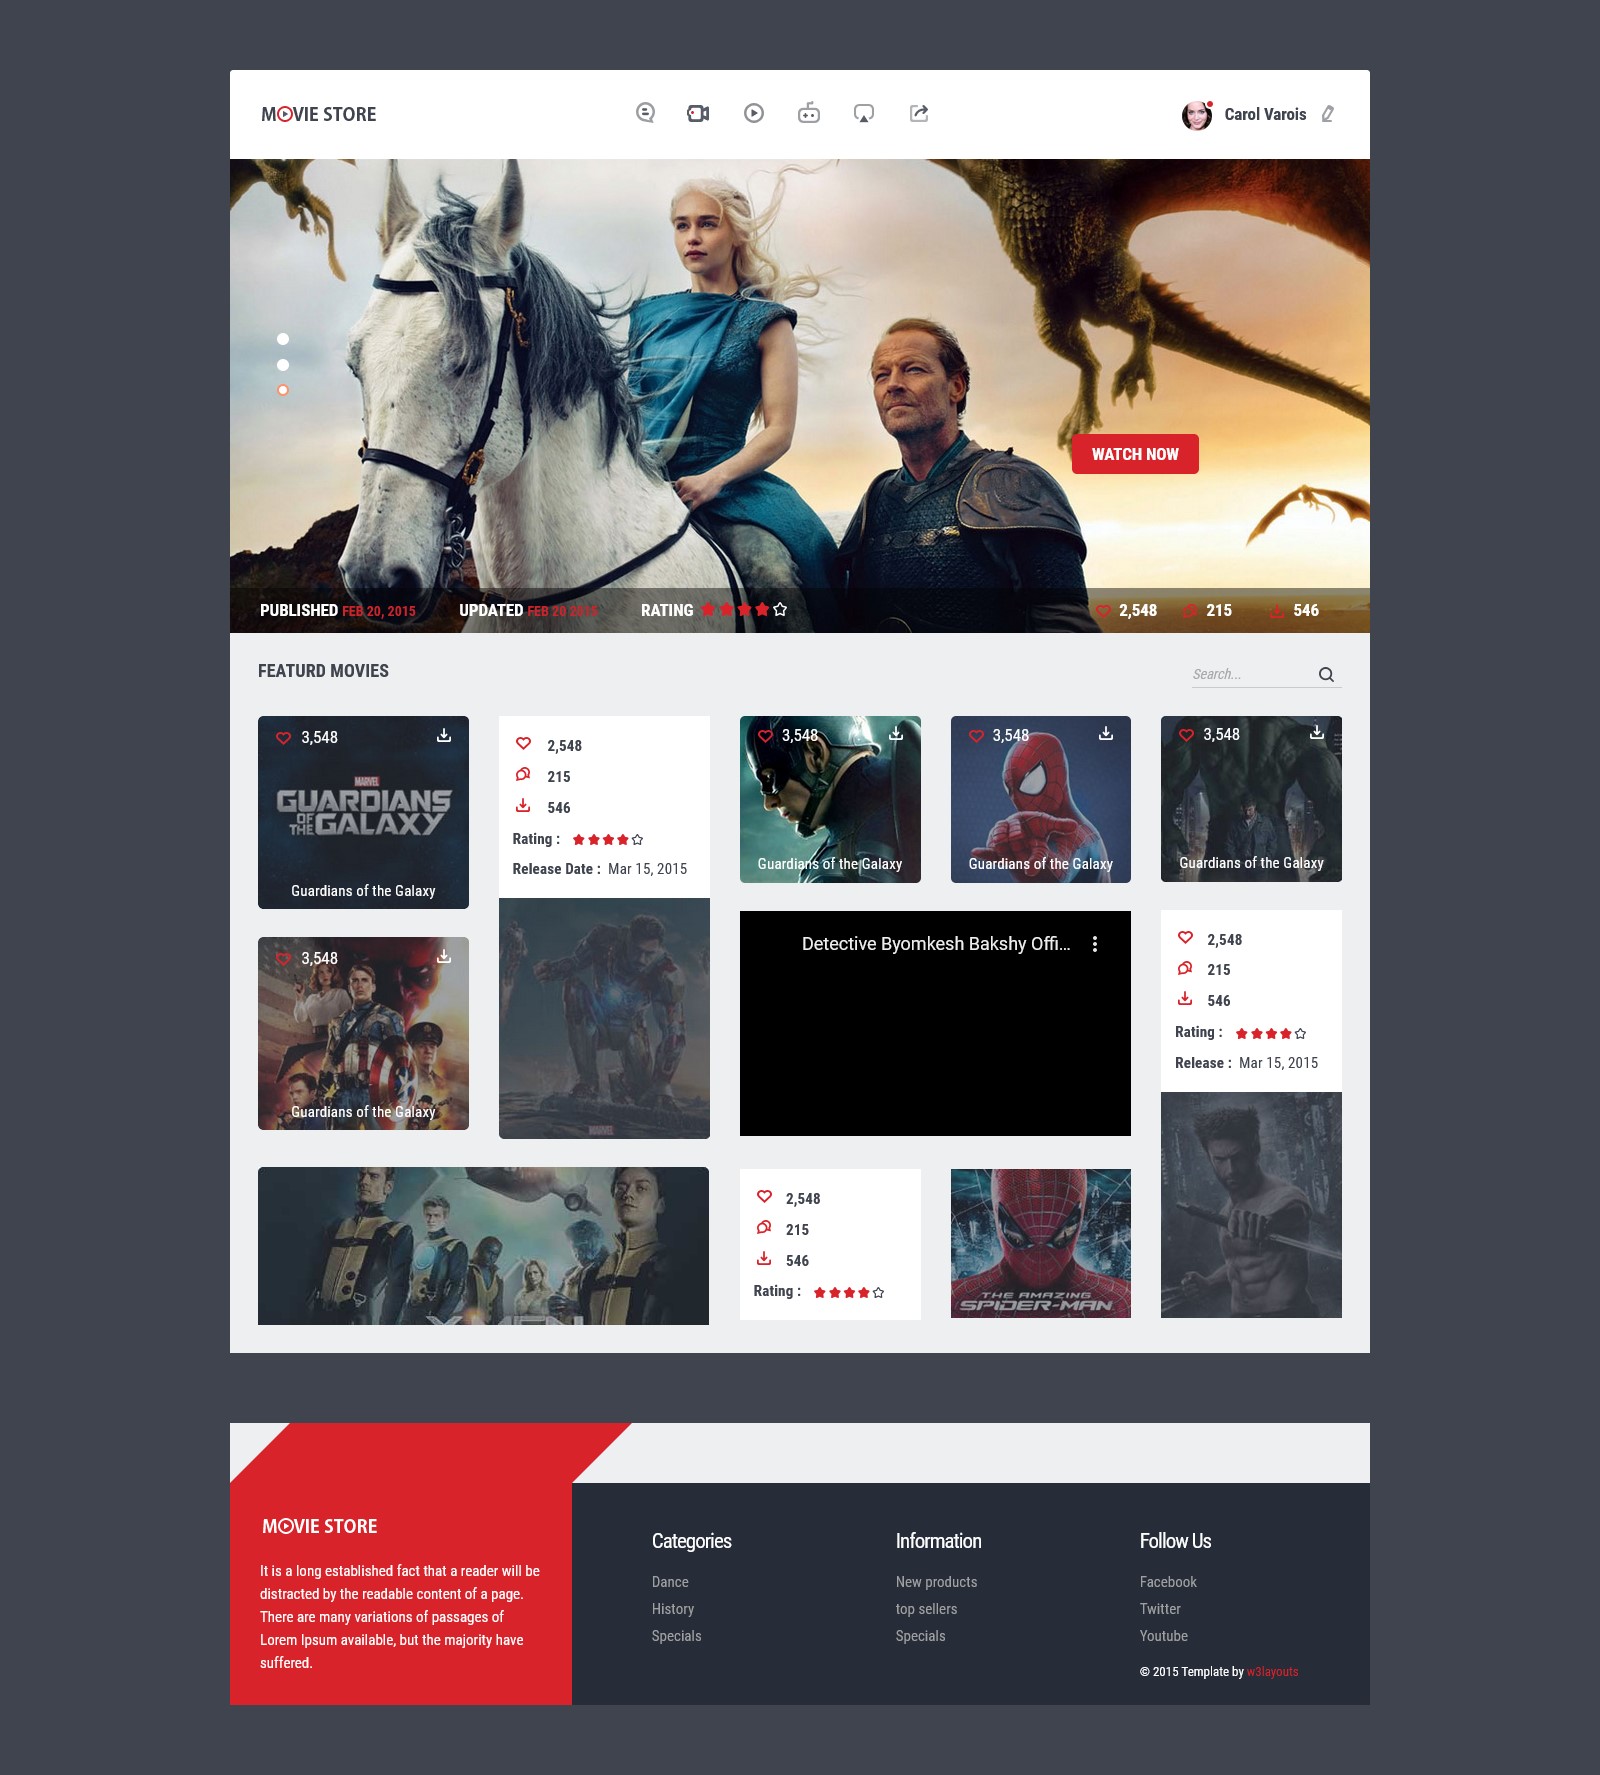 MOVIE STORE
Carol Varois
WATCH NOW
PUBLISHED FEB 20, 2015
UPDATED FEB 20 2015
RATING
2,548
215
546
FEATURD MOVIES
Search...
3,548
MARVEL
GUARDIANS
OF THE GALAXY
Guardians of the Galaxy
2,548
215
546
Rating :
Release Date : Mar 15, 2015
MARVEL
3,548
Guardians of the Galaxy
3,548
Guardians of the Galaxy
3,548
Guardians of the Galaxy
3,548
Guardians of the Galaxy
Detective Byomkesh Bakshy Offi...
2,548
215
546
Rating :
Release : Mar 15, 2015
X-MEN
2,548
215
546
Rating :
THE AMAZING
SPIDER-MAN
MOVIE STORE
It is a long established fact that a reader will be
distracted by the readable content of a page.
There are many variations of passages of
Lorem Ipsum available, but the majority have
suffered.
Categories
Dance
History
Specials
Information
New products
top sellers
Specials
Follow Us
Facebook
Twitter
Youtube
© 2015 Template by w3layouts